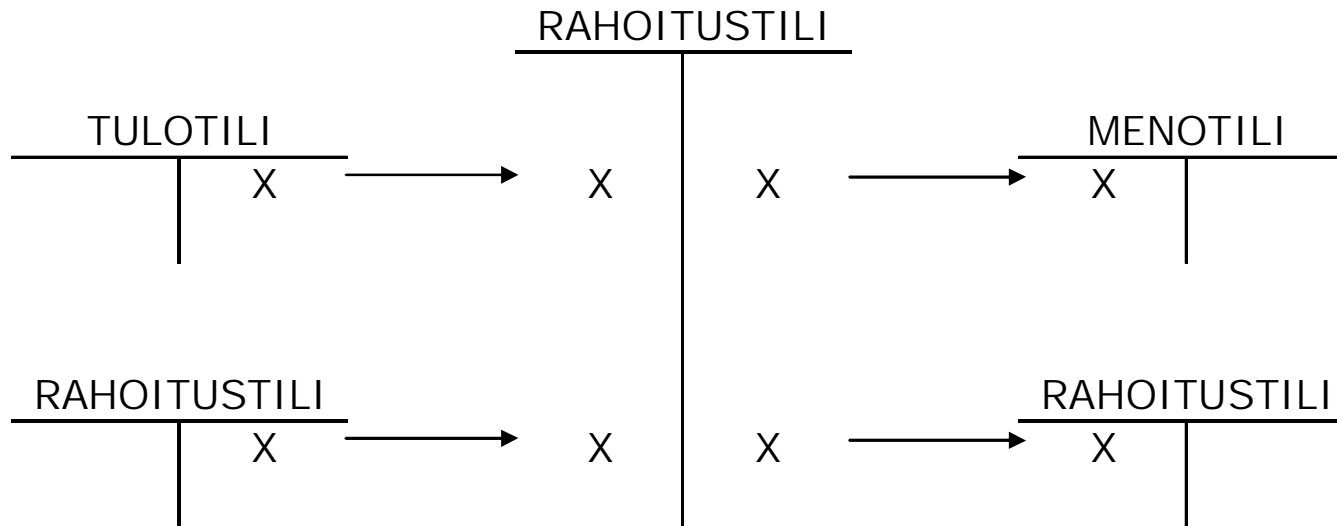 RAHOITUSTILI
TULOTILI MENOTILI
X X X X
RAHOITUSTILI RAHOITUSTILI
X X X X